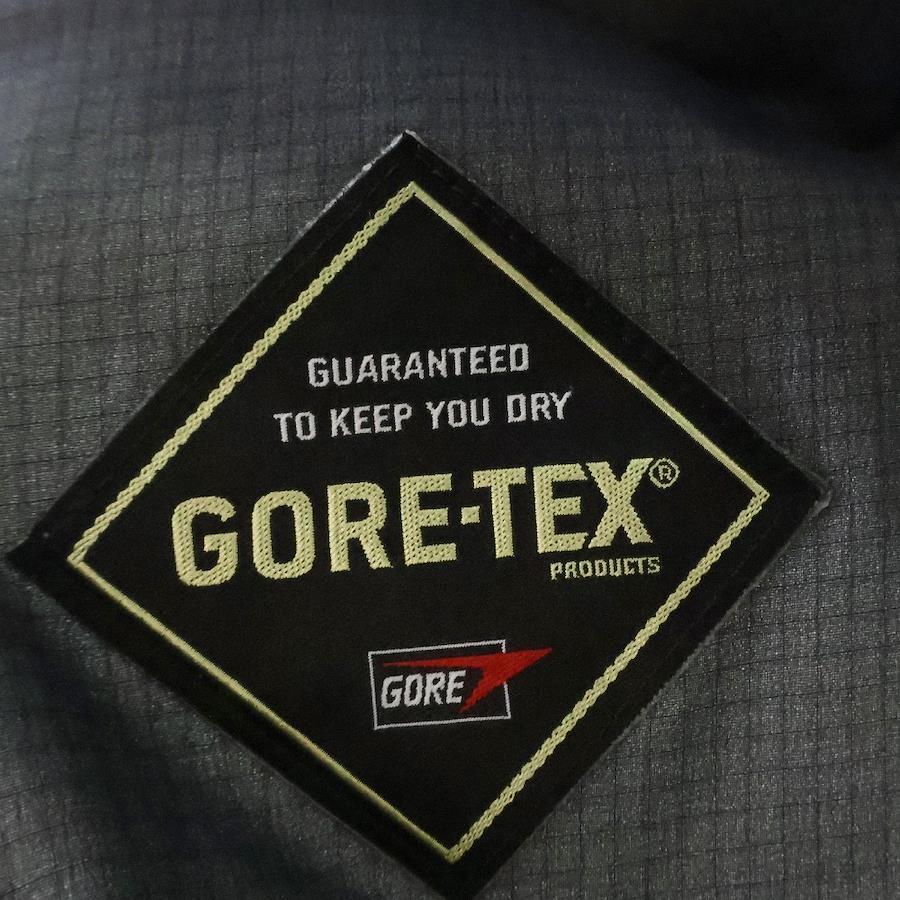 GUARANTEED
TO KEEP YOU DRY
GORE-TEX®
PRODUCTS
GORE